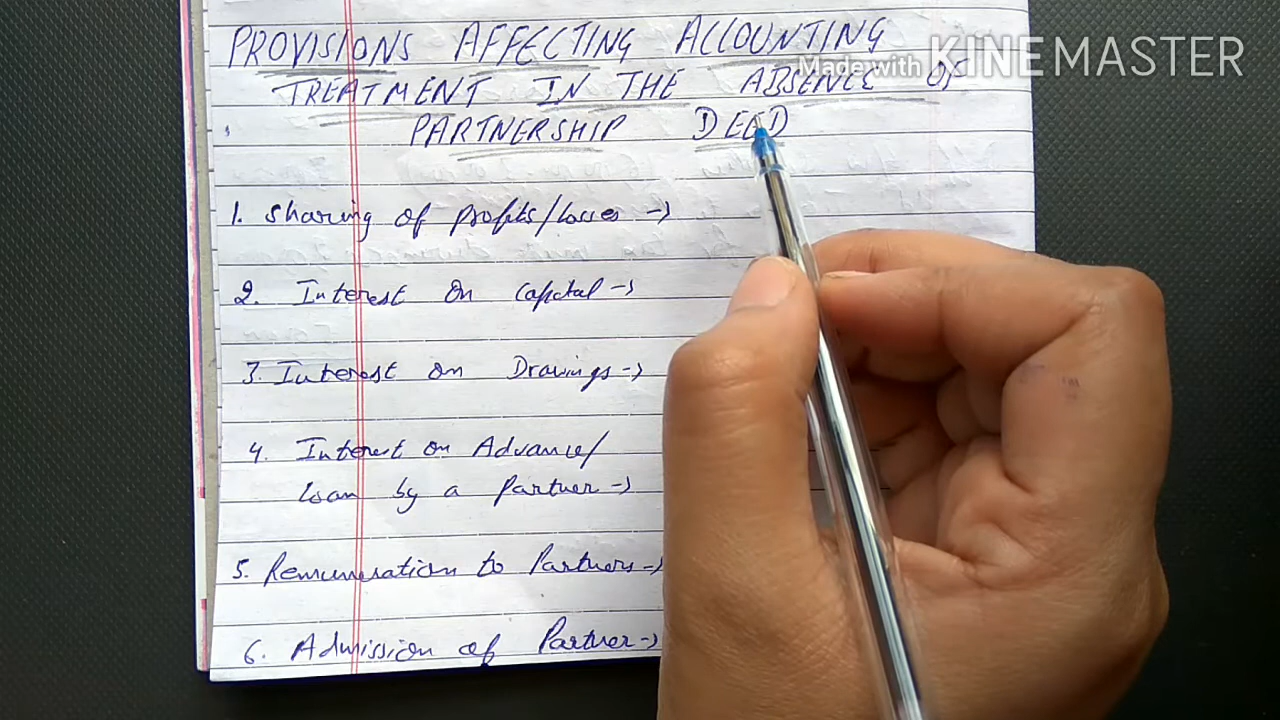 PROVISIONS AFFECTING ACCOUNTING
Made with KINEMASTER
TREATMENT IN THE ABSENCE OF
PARTNERSHIP DEED
1. Sharing of Profits/Losses →
2. Interest on Capital →
3. Interest on Drawings →
4. Interest on Advance/
Loan by a Partner →
5. Remuneration to Partners →
6. Admission of Partner →